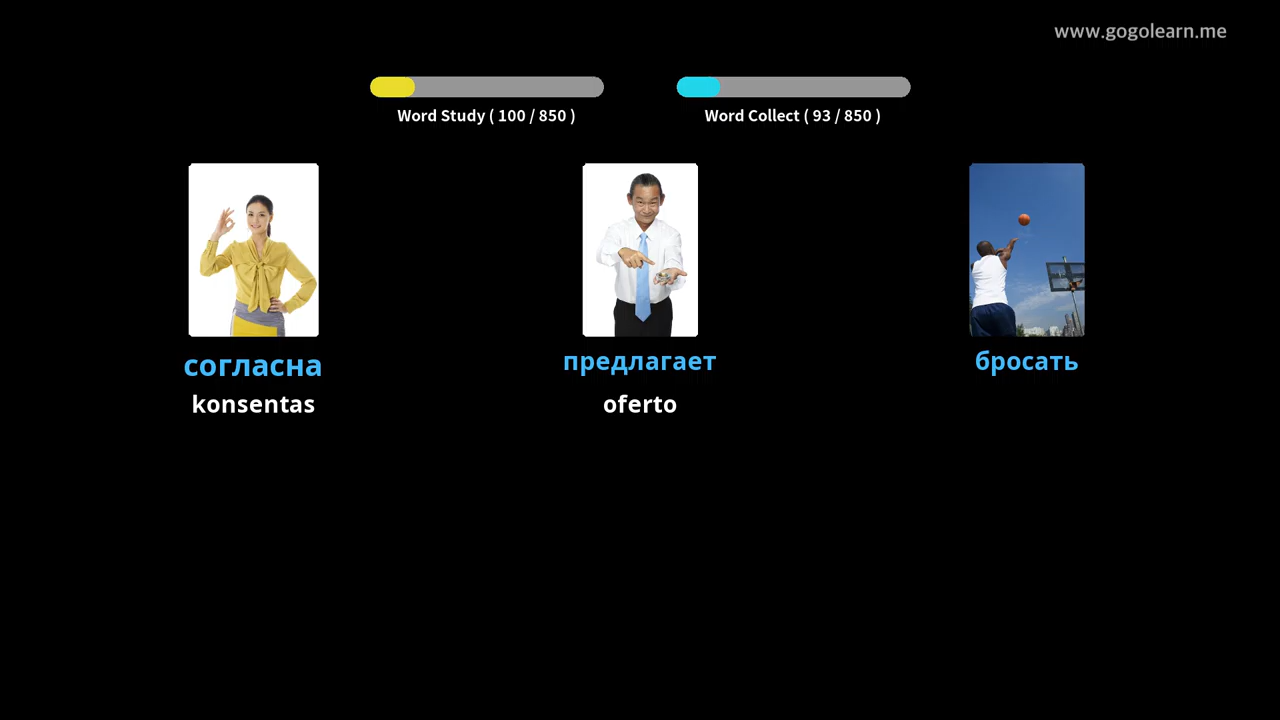 www.gogolearn.me
Word Study ( 100 / 850 )
Word Collect ( 93 / 850 )
согласна
предлагает
бросать
konsentas
oferto